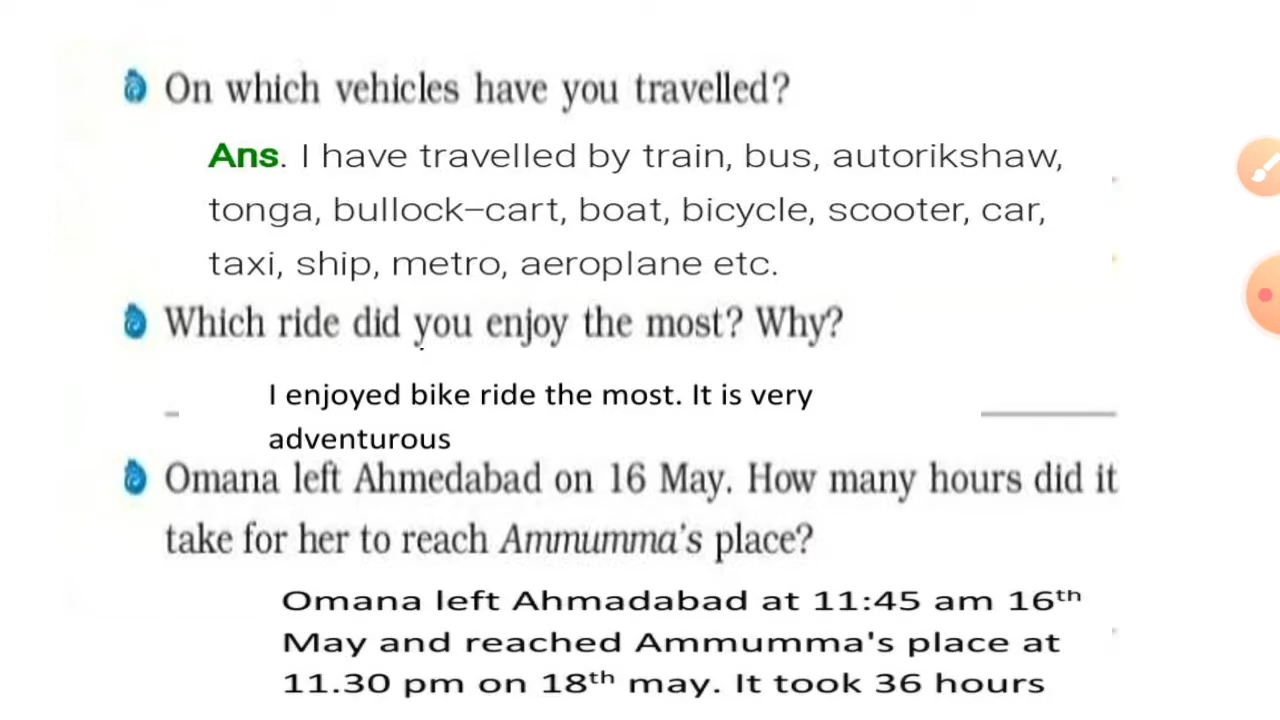 On which vehicles have you travelled?
Ans. I have travelled by train, bus, autorikshaw,
tonga, bullock–cart, boat, bicycle, scooter, car,
taxi, ship, metro, aeroplane etc.
Which ride did you enjoy the most? Why?
I enjoyed bike ride the most. It is very
adventurous
Omana left Ahmedabad on 16 May. How many hours did it
take for her to reach Ammumma's place?
Omana left Ahmadabad at 11:45 am 16th
May and reached Ammumma's place at
11.30 pm on 18th may. It took 36 hours